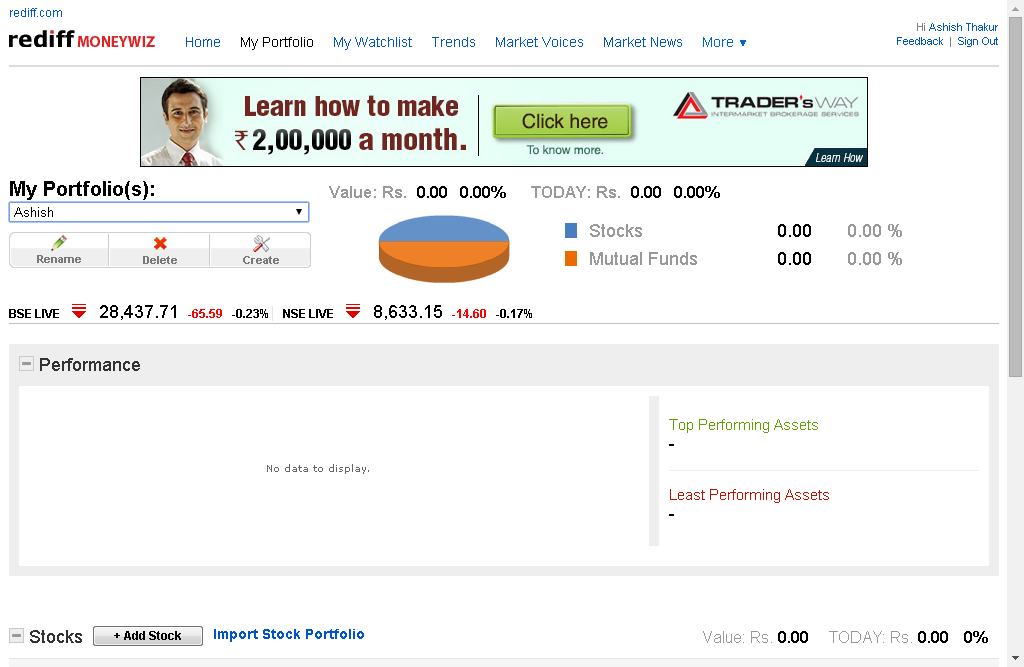 rediff.com
rediff MONEYWIZ
Home My Portfolio My Watchlist Trends Market Voices Market News More ▼
Hi Ashish Thakur
Feedback | Sign Out
Learn how to make
₹ 2,00,000 a month.
Click here
To know more.
TRADER'sWAY
INTERMARKET BROKERAGE SERVICES
Learn How
My Portfolio(s):
Ashish
Rename Delete Create
Value: Rs. 0.00 0.00% TODAY: Rs. 0.00 0.00%
Stocks 0.00 0.00 %
Mutual Funds 0.00 0.00 %
BSE LIVE 28,437.71 -65.59 -0.23% NSE LIVE 8,633.15 -14.60 -0.17%
Performance
No data to display.
Top Performing Assets
-
Least Performing Assets
-
Stocks + Add Stock Import Stock Portfolio Value: Rs. 0.00 TODAY: Rs. 0.00 0%